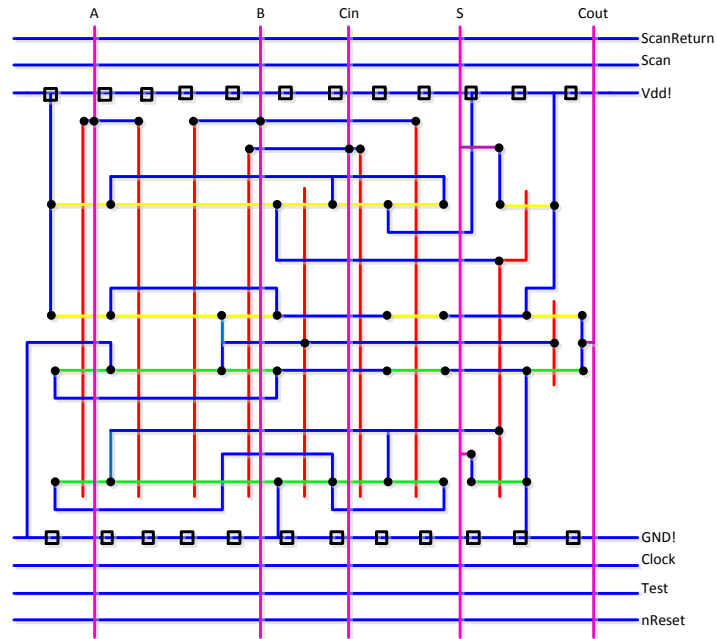 A B Cin S Cout
ScanReturn
Scan
Vdd!
GND!
Clock
Test
nReset